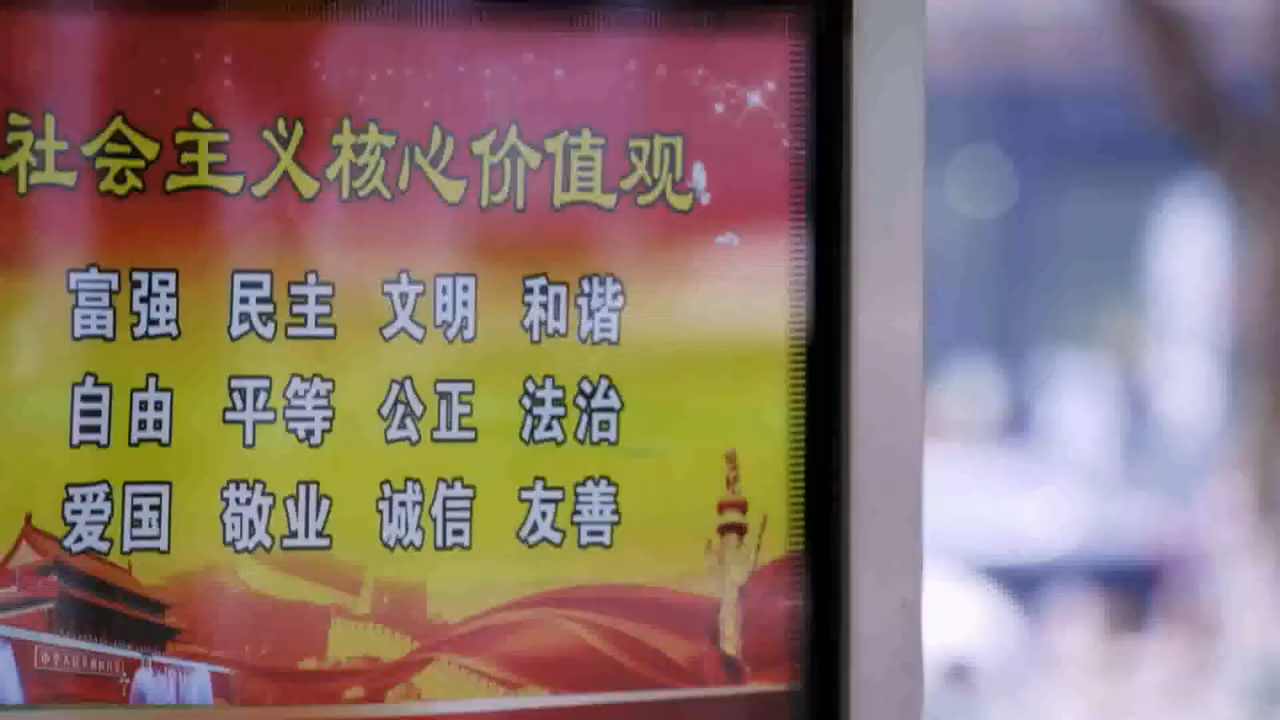 社会主义核心价值观
富强 民主 文明 和谐
自由 平等 公正 法治
爱国 敬业 诚信 友善